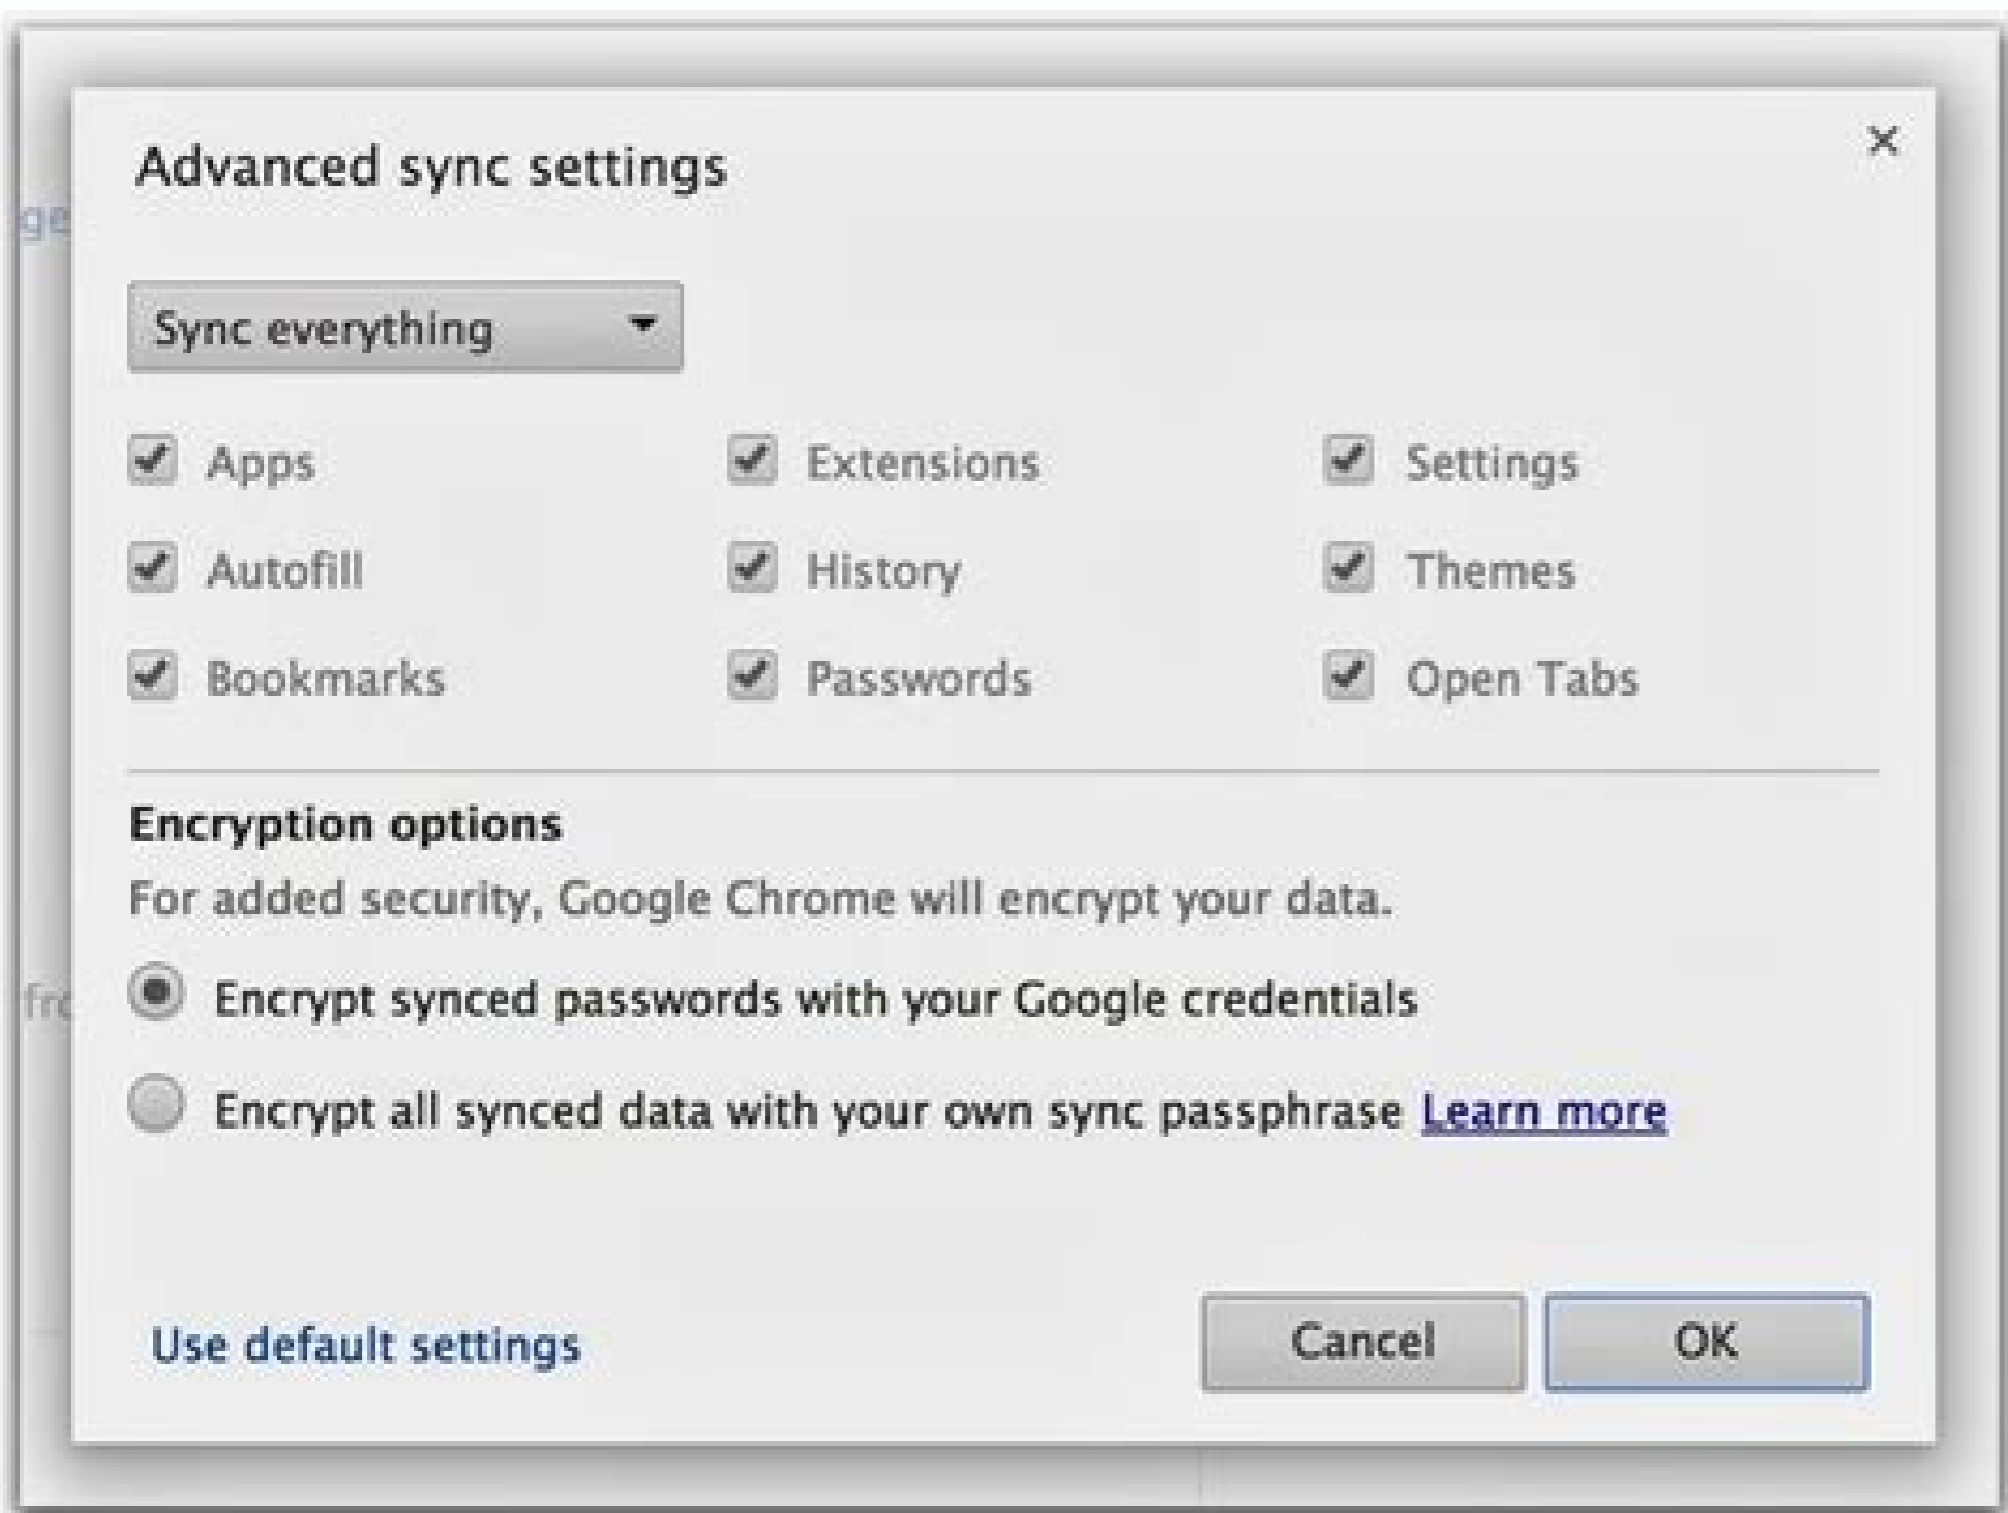 Advanced sync settings
×
Sync everything
Apps Extensions Settings
Autofill History Themes
Bookmarks Passwords Open Tabs
Encryption options
For added security, Google Chrome will encrypt your data.
Encrypt synced passwords with your Google credentials
Encrypt all synced data with your own sync passphrase Learn more
Use default settings Cancel OK